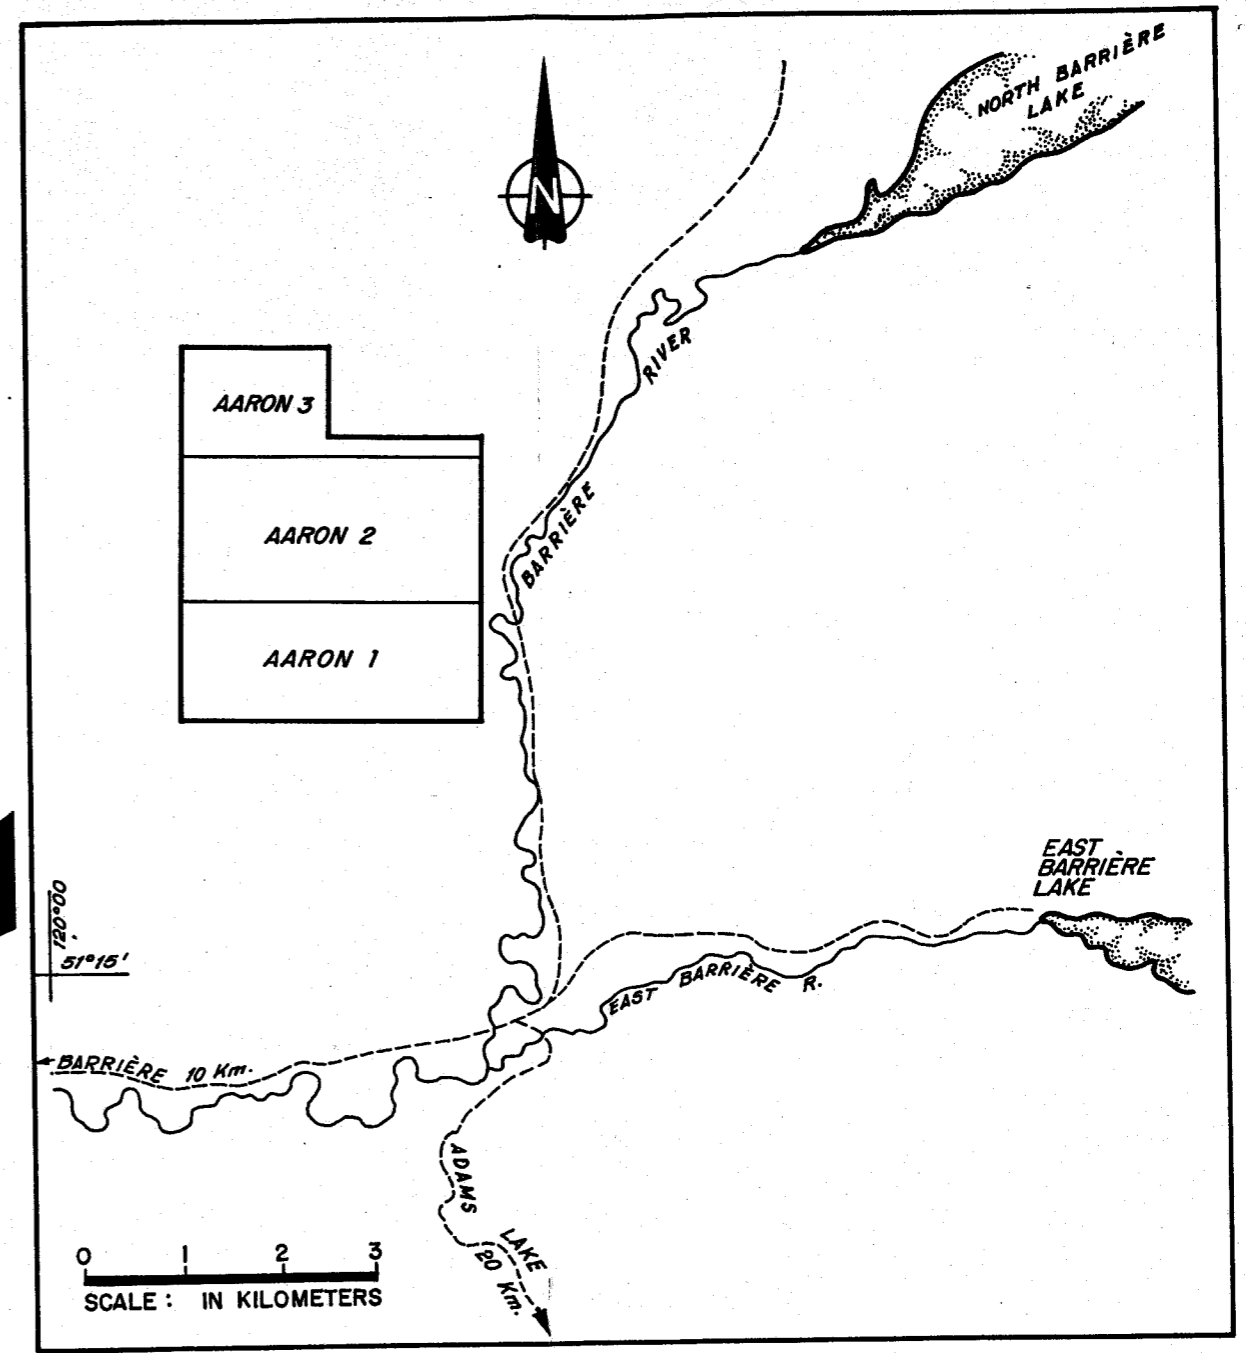 NORTH BARRIÈRE
LAKE
N
RIVER
AARON 3
BARRIÈRE
AARON 2
AARON 1
EAST
BARRIÈRE
LAKE
120°00'
51°15'
EAST BARRIÈRE R.
BARRIÈRE 10 Km.
ADAMS
LAKE
20 Km.
0 1 2 3
SCALE : IN KILOMETERS